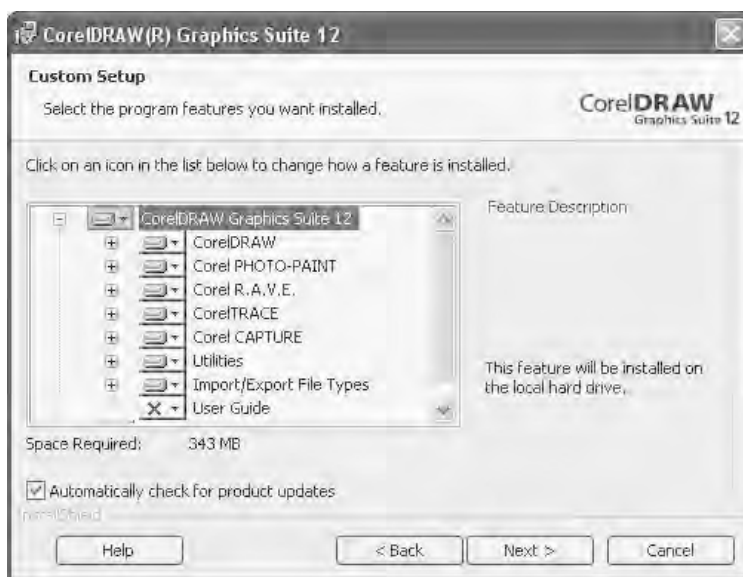 CorelDRAW(R) Graphics Suite 12
Custom Setup
Select the program features you want installed.
CorelDRAW
Graphics Suite 12
Click on an icon in the list below to change how a feature is installed.
CorelDRAW Graphics Suite 12
CorelDRAW
Corel PHOTO-PAINT
Corel R.A.V.E.
CorelTRACE
Corel CAPTURE
Utilities
Import/Export File Types
User Guide
Feature Description
This feature will be installed on
the local hard drive.
Space Required: 343 MB
Automatically check for product updates
InstallShield
Help
< Back
Next >
Cancel